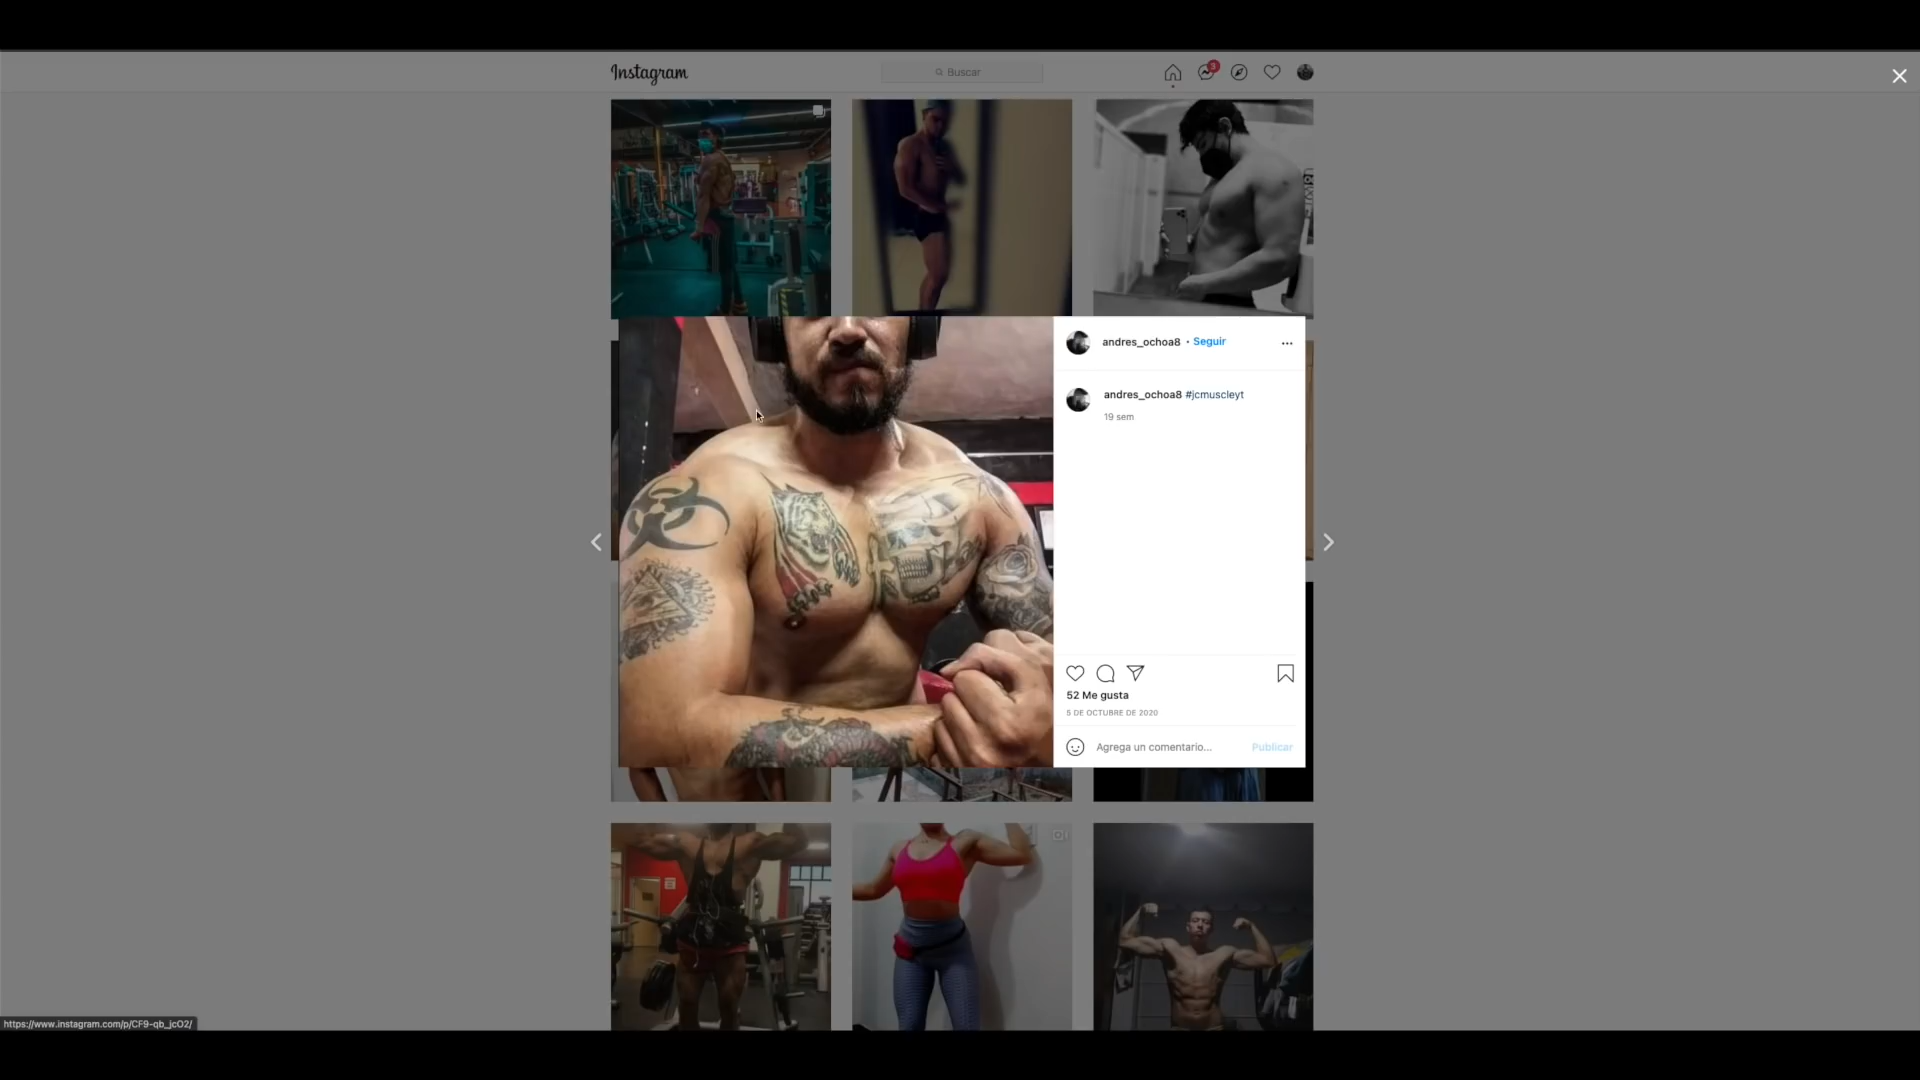 Instagram
Buscar
3
andres_ochoa8 • Seguir
andres_ochoa8 #jcmuscleyt
19 sem
52 Me gusta
5 DE OCTUBRE DE 2020
Agrega un comentario...
Publicar
https://www.instagram.com/p/CF9-qb_jcO2/